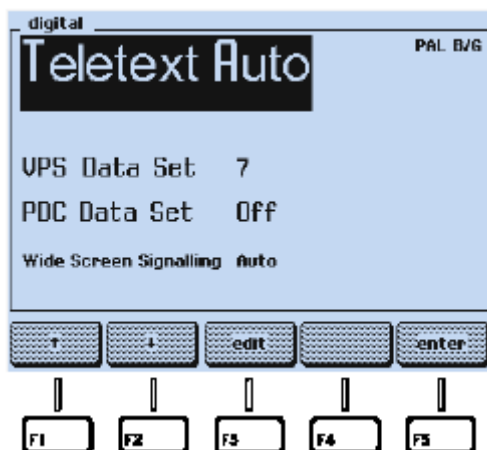 digital
Teletext Auto PAL B/G
VPS Data Set 7
PDC Data Set Off
Wide Screen Signalling Auto
↑ ↓ edit enter
F1 F2 F3 F4 F5